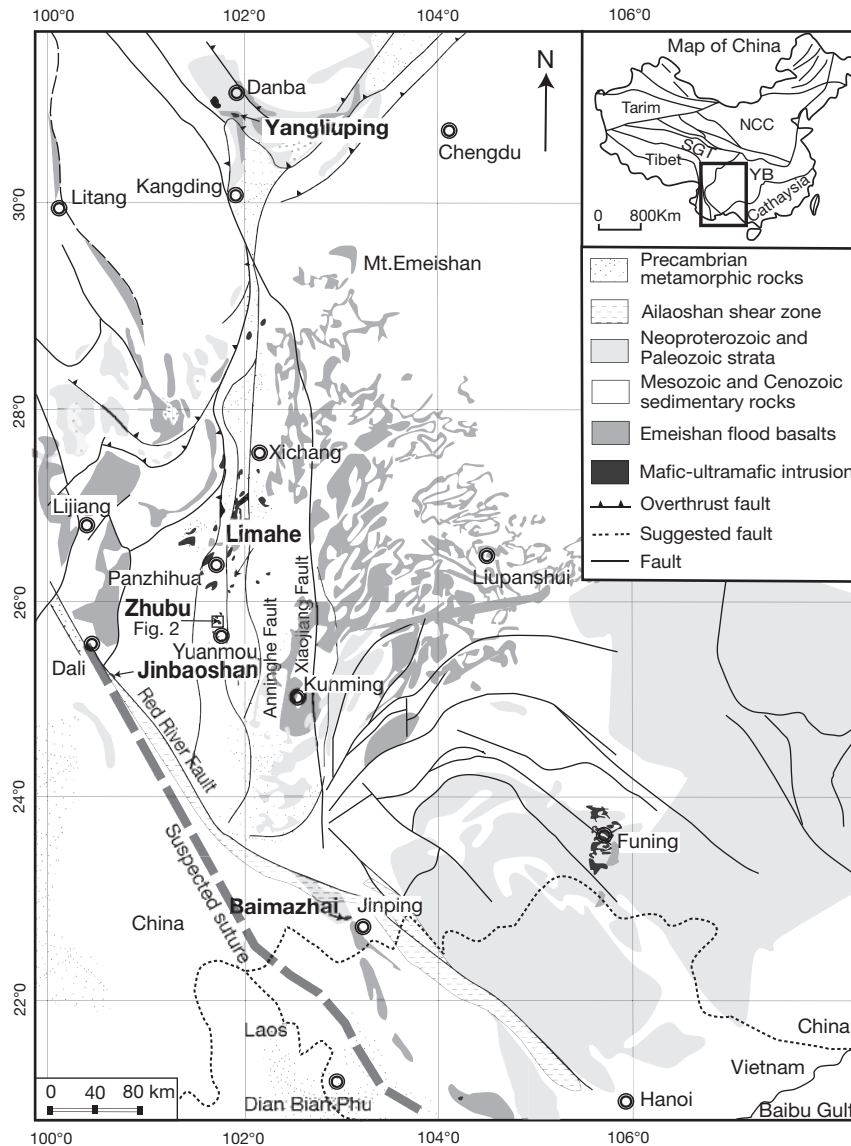 100°0
102°0
104°0
106°0
Map of China
Tarim
NCC
SGT
Tibet
YB
Cathaysia
0 800Km
N
Danba
Yangliuping
Chengdu
Kangding
Litang
30°0
Mt.Emeishan
Precambrian
metamorphic rocks
Ailaoshan shear zone
Neoproterozoic and
Paleozoic strata
Mesozoic and Cenozoic
sedimentary rocks
Emeishan flood basalts
Mafic-ultramafic intrusion
Overthrust fault
Suggested fault
Fault
28°0
Xichang
Lijiang
Limahe
Panzhihua
Liupanshui
26°0
Zhubu
Fig. 2
Yuanmou
Dali
Jinbaoshan
Anninghe Fault
Xiaojiang Fault
Kunming
Red River Fault
24°0
Funing
Suspected suture
Baimazhai
Jinping
China
22°0
Laos
China
Vietnam
Dian Bian Phu
Hanoi
Baibu Gulf
0 40 80 km
100°0
102°0
104°0
106°0